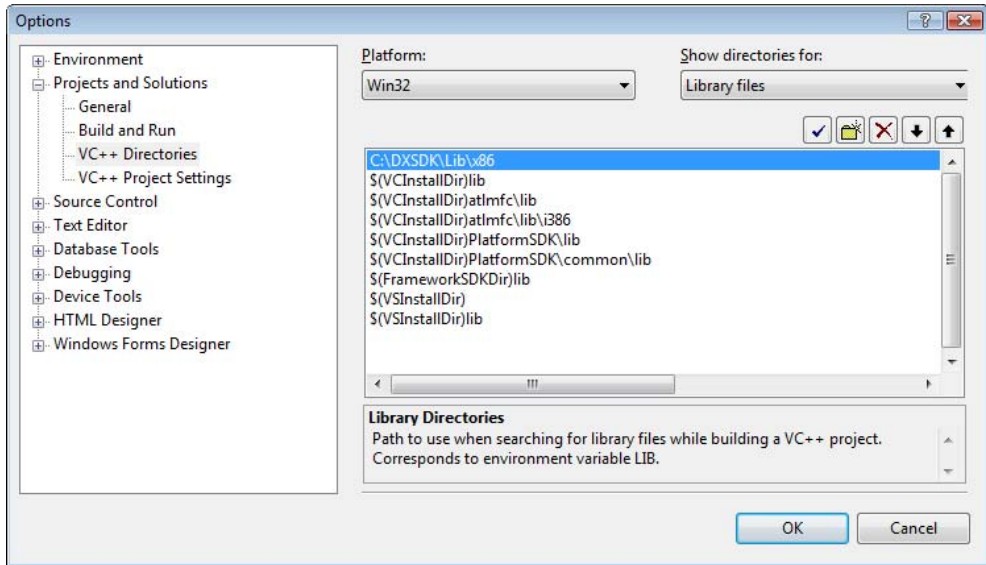 Options
Environment
Projects and Solutions
General
Build and Run
VC++ Directories
VC++ Project Settings
Source Control
Text Editor
Database Tools
Debugging
Device Tools
HTML Designer
Windows Forms Designer
Platform:
Show directories for:
Win32
Library files
C:\DXSDK\Lib\x86
$(VCInstallDir)lib
$(VCInstallDir)atlmfc\lib
$(VCInstallDir)atlmfc\lib\i386
$(VCInstallDir)PlatformSDK\lib
$(VCInstallDir)PlatformSDK\common\lib
$(FrameworkSDKDir)lib
$(VSInstallDir)
$(VSInstallDir)lib
Library Directories
Path to use when searching for library files while building a VC++ project.
Corresponds to environment variable LIB.
OK
Cancel